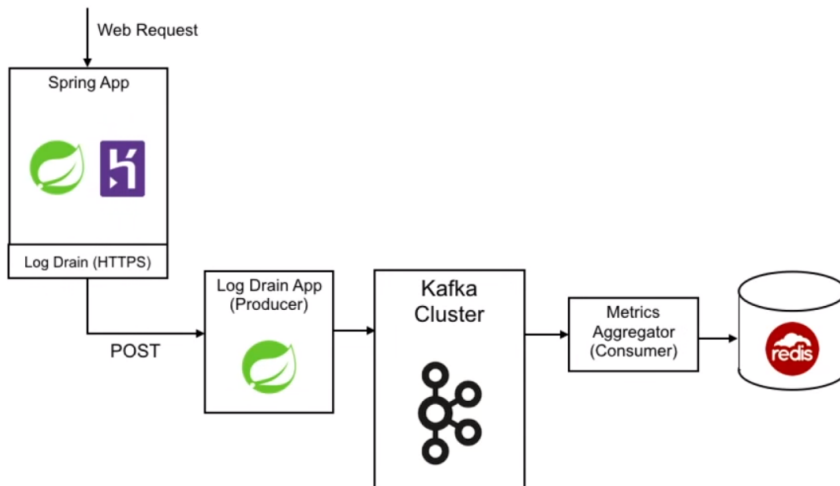 Web Request
Spring App
Log Drain (HTTPS)
POST
Log Drain App
(Producer)
Kafka
Cluster
Metrics
Aggregator
(Consumer)
redis